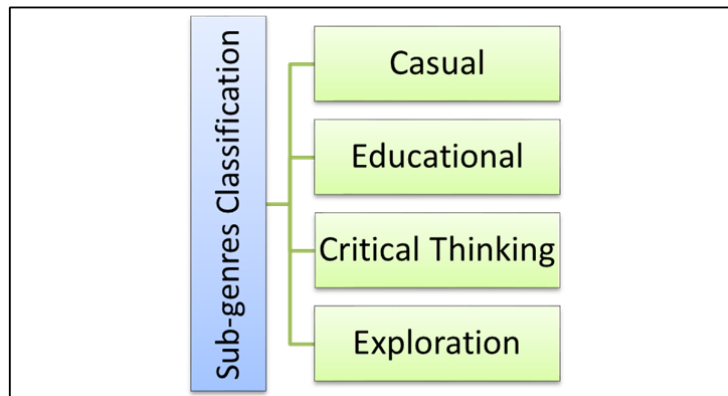 Sub-genres Classification
Casual
Educational
Critical Thinking
Exploration